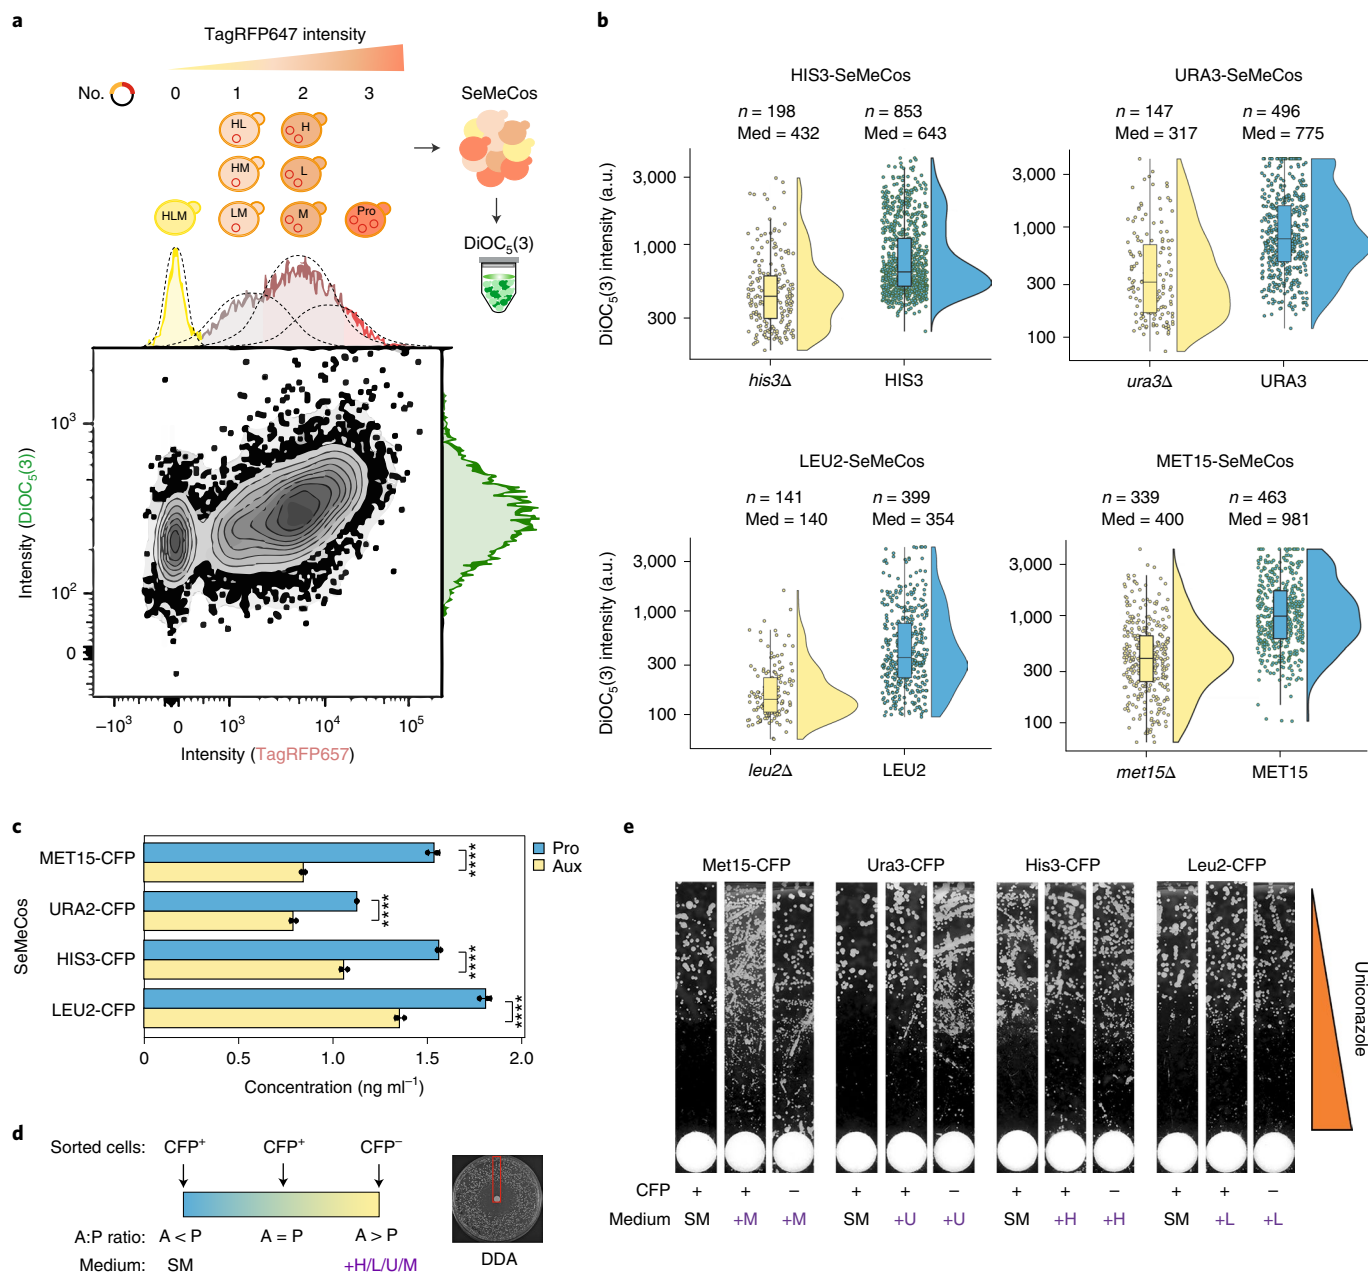 a
TagRFP647 intensity
No.
0
1
2
3
SeMeCos
HL
H
HM
L
HLM
LM
M
Pro
DiOC5(3)
Intensity (DiOC5(3))
10³
10²
0
−10³
0
10³
10⁴
10⁵
Intensity (TagRFP657)
b
HIS3-SeMeCos
n = 198
Med = 432
n = 853
Med = 643
DiOC5(3) intensity (a.u.)
3,000
1,000
300
his3Δ
HIS3
URA3-SeMeCos
n = 147
Med = 317
n = 496
Med = 775
3,000
1,000
300
100
ura3Δ
URA3
LEU2-SeMeCos
n = 141
Med = 140
n = 399
Med = 354
DiOC5(3) intensity (a.u.)
3,000
1,000
300
100
leu2Δ
LEU2
MET15-SeMeCos
n = 339
Med = 400
n = 463
Med = 981
3,000
1,000
300
100
met15Δ
MET15
c
Pro
Aux
SeMeCos
MET15-CFP
****
URA2-CFP
****
HIS3-CFP
****
LEU2-CFP
****
0
0.5
1.0
1.5
2.0
Concentration (ng ml⁻¹)
d
Sorted cells:
CFP⁺
CFP⁺
CFP⁻
A:P ratio:
A < P
A = P
A > P
Medium:
SM
+H/L/U/M
DDA
e
Met15-CFP
Ura3-CFP
His3-CFP
Leu2-CFP
Uniconazole
CFP + + − + + − + + − + + −
Medium SM +M +M SM +U +U SM +H +H SM +L +L